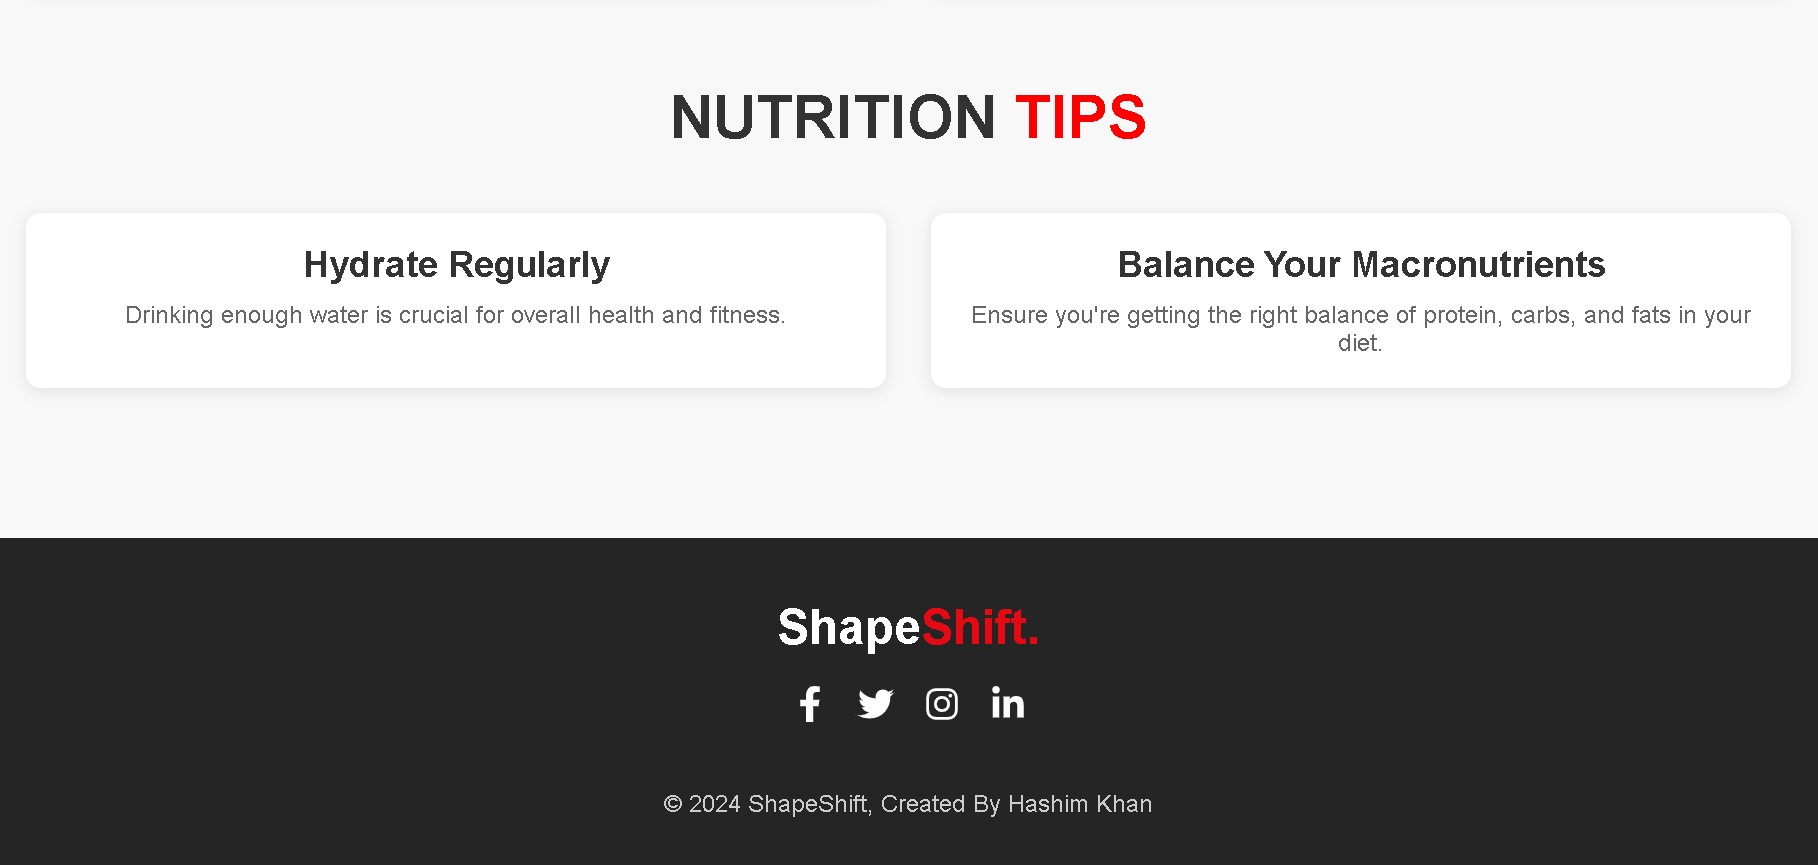 NUTRITION TIPS
Hydrate Regularly
Drinking enough water is crucial for overall health and fitness.
Balance Your Macronutrients
Ensure you're getting the right balance of protein, carbs, and fats in your
diet.
ShapeShift.
© 2024 ShapeShift, Created By Hashim Khan